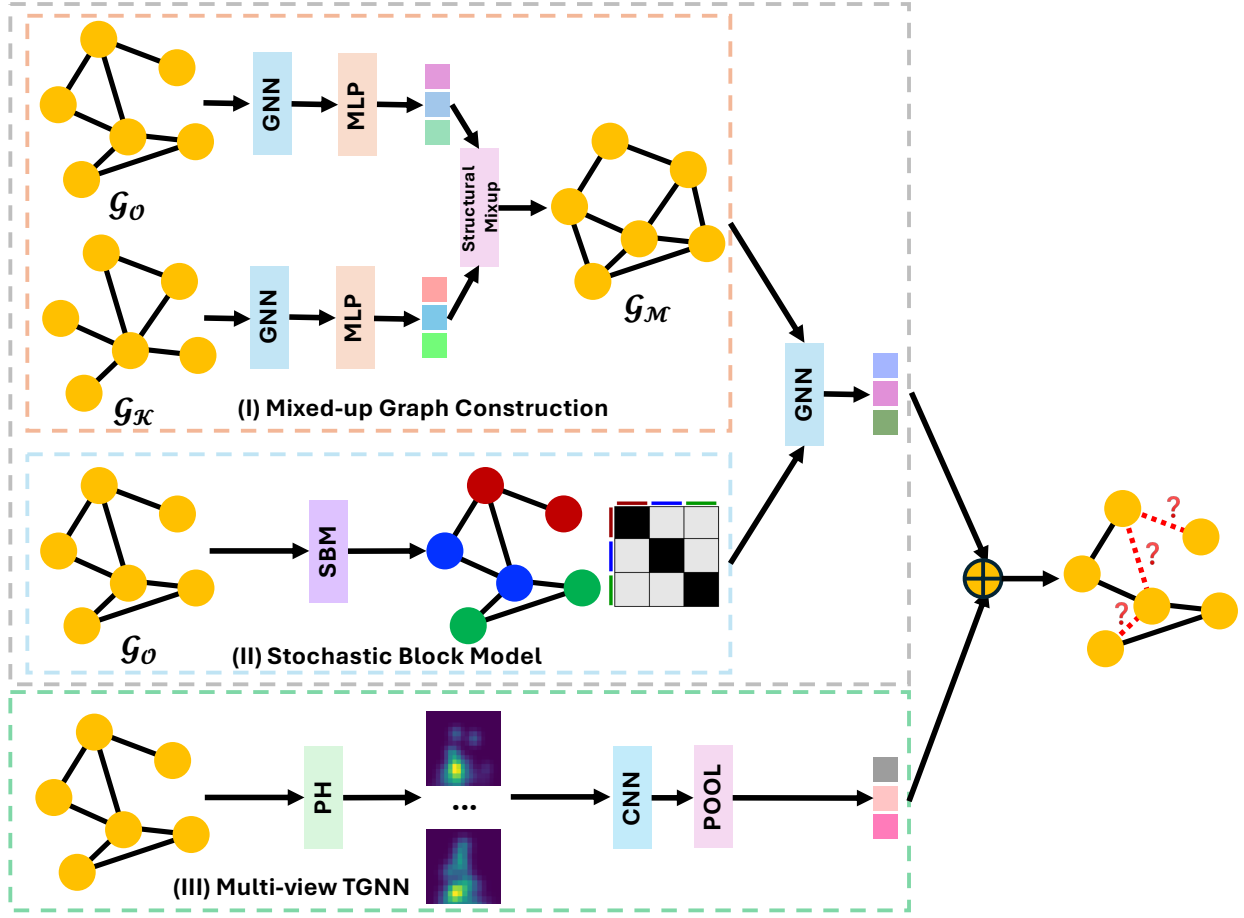 GNN
MLP
𝒢𝒪
Structural
Mixup
GNN
MLP
𝒢𝒦
𝒢ℳ
(I) Mixed-up Graph Construction
GNN
SBM
𝒢𝒪
(II) Stochastic Block Model
?
?
?
PH
...
CNN
POOL
(III) Multi-view TGNN